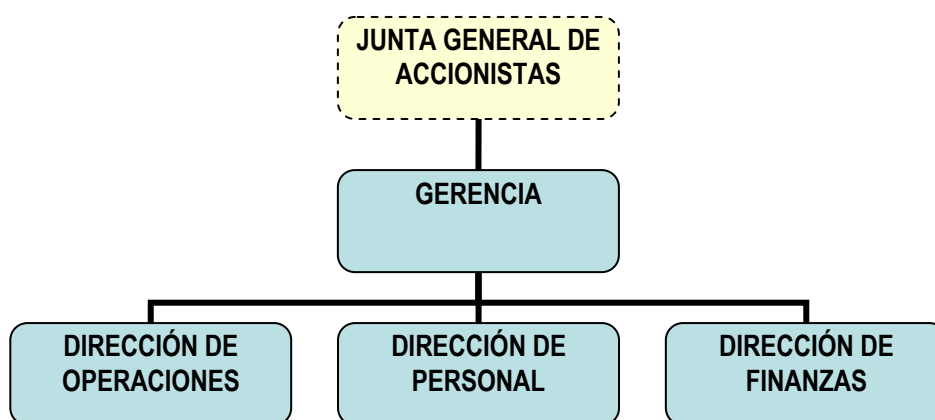 JUNTA GENERAL DE
ACCIONISTAS
GERENCIA
DIRECCIÓN DE
OPERACIONES
DIRECCIÓN DE
PERSONAL
DIRECCIÓN DE
FINANZAS